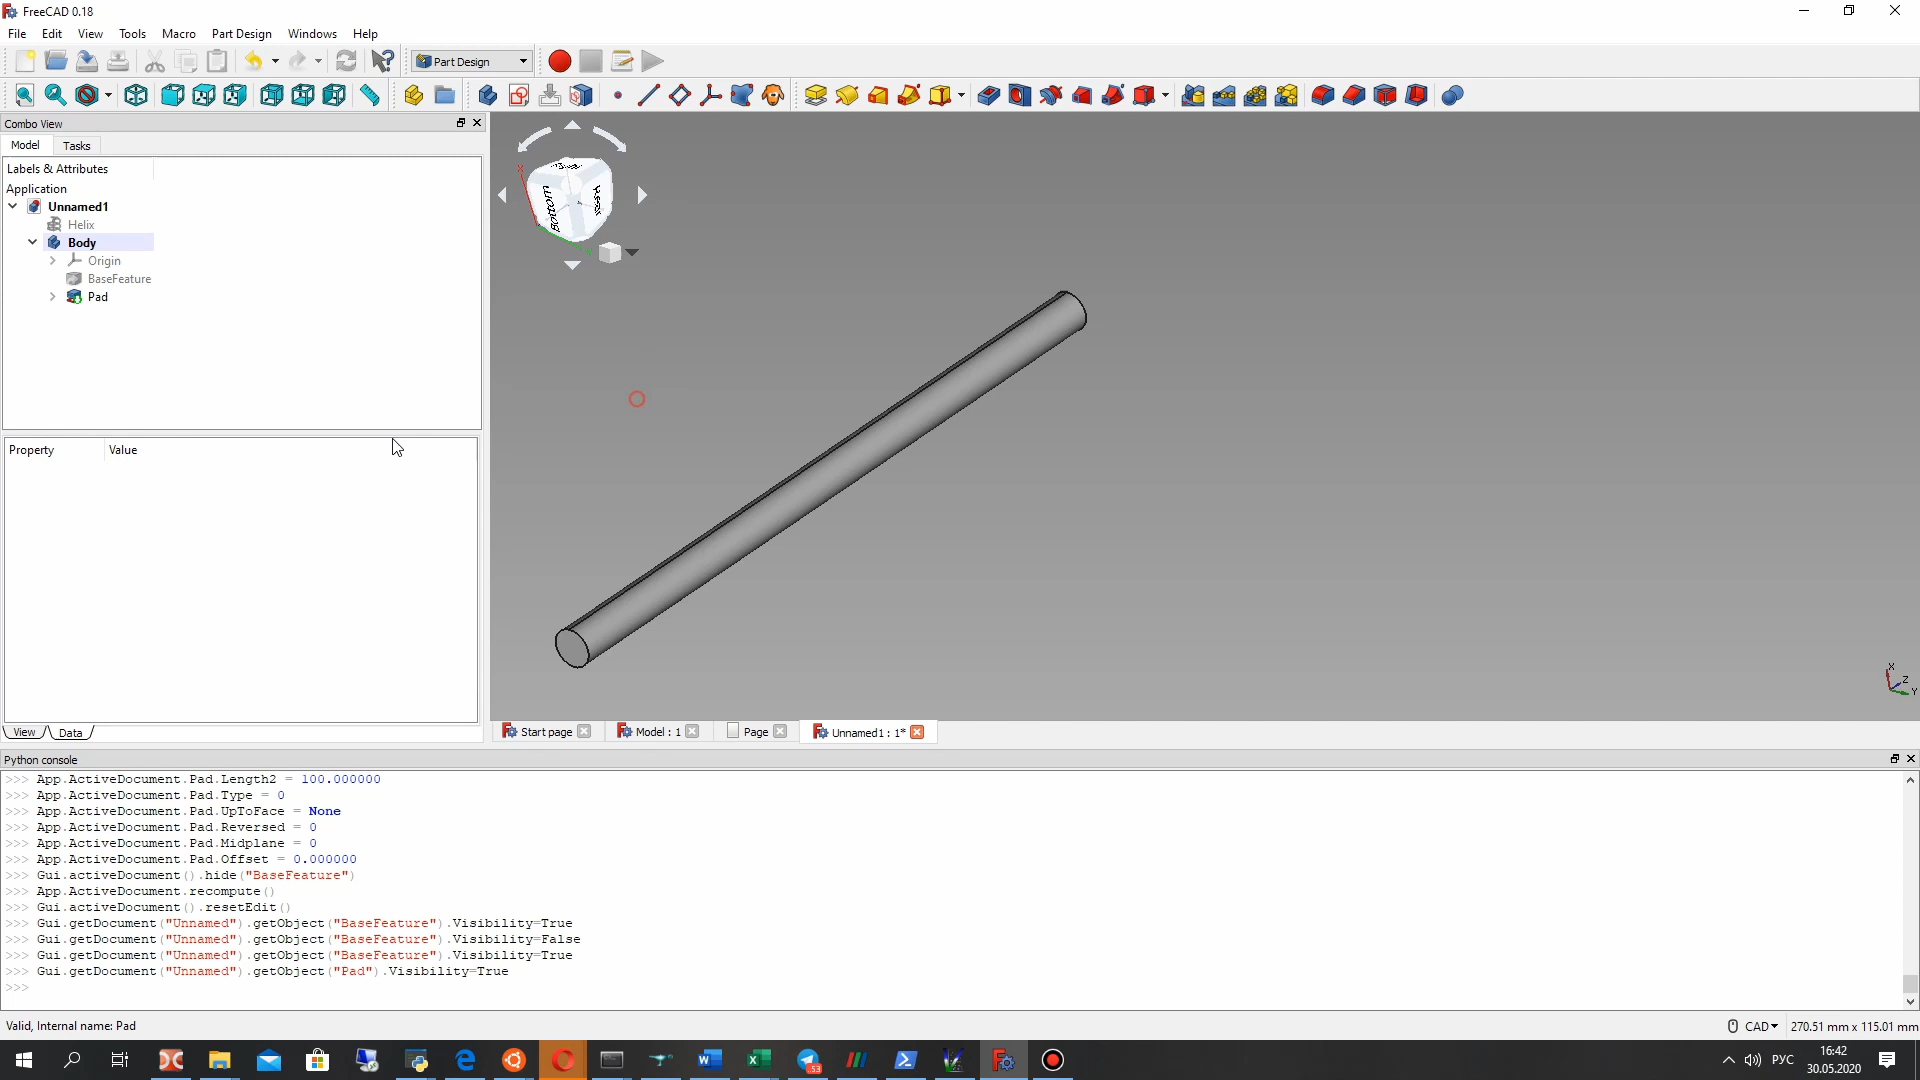 FreeCAD 0.18
File Edit View Tools Macro Part Design Windows Help
Part Design
Combo View
Model Tasks
Labels & Attributes
Application
Unnamed1
Helix
Body
Origin
BaseFeature
Pad
Property Value
View Data
BOTTOM
Start page Model : 1 Page Unnamed1 : 1*
Python console
>>> App.ActiveDocument.Pad.Length2 = 100.000000
>>> App.ActiveDocument.Pad.Type = 0
>>> App.ActiveDocument.Pad.UpToFace = None
>>> App.ActiveDocument.Pad.Reversed = 0
>>> App.ActiveDocument.Pad.Midplane = 0
>>> App.ActiveDocument.Pad.Offset = 0.000000
>>> Gui.activeDocument().hide("BaseFeature")
>>> App.ActiveDocument.recompute()
>>> Gui.activeDocument().resetEdit()
>>> Gui.getDocument("Unnamed").getObject("BaseFeature").Visibility=True
>>> Gui.getDocument("Unnamed").getObject("BaseFeature").Visibility=False
>>> Gui.getDocument("Unnamed").getObject("BaseFeature").Visibility=True
>>> Gui.getDocument("Unnamed").getObject("Pad").Visibility=True
>>>
X
Z
Y
Valid, Internal name: Pad
CAD 270.51 mm x 115.01 mm
53
РУС
16:42
30.05.2020